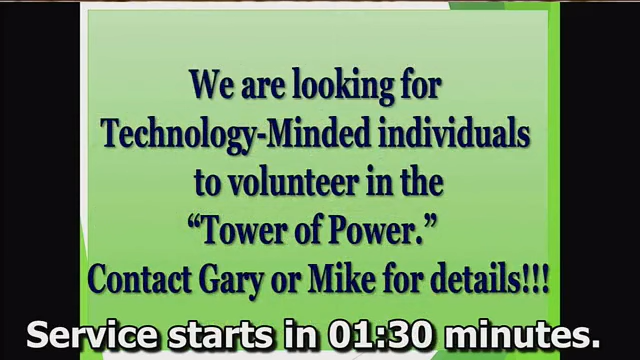 We are looking for
Technology-Minded individuals
to volunteer in the
“Tower of Power.”
Contact Gary or Mike for details!!!
Service starts in 01:30 minutes.